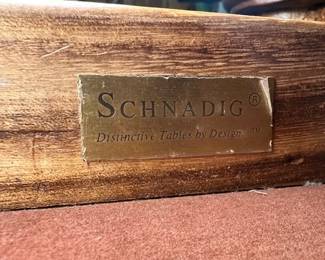 SCHNADIG®
Distinctive Tables by Design™